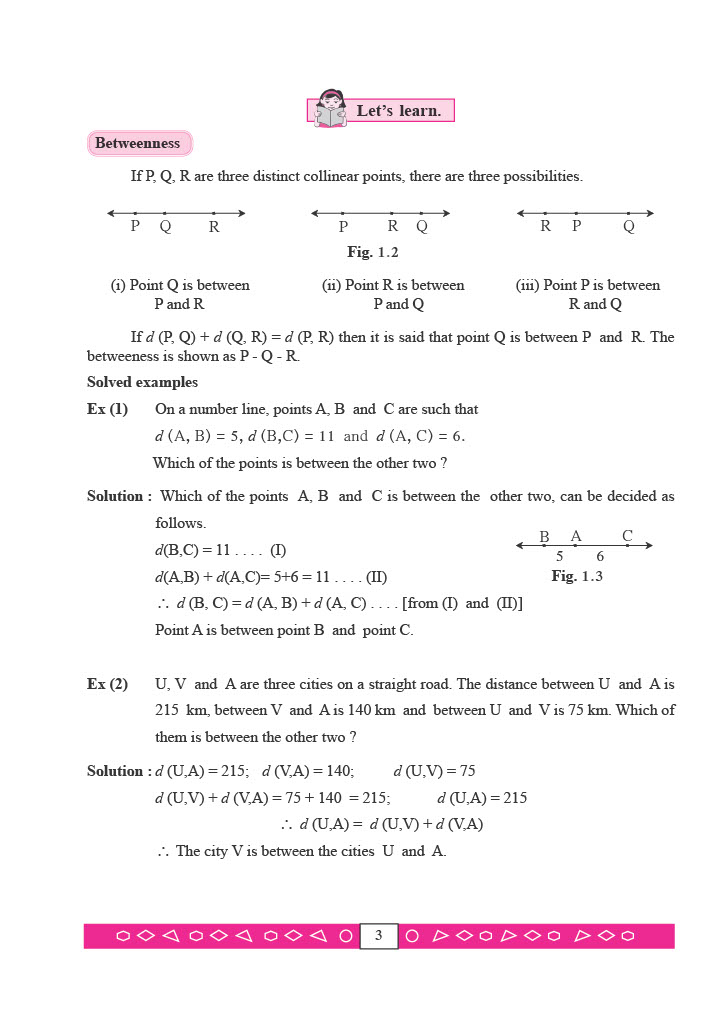 Let's learn.
Betweenness
If P, Q, R are three distinct collinear points, there are three possibilities.
P Q R
P R Q
R P Q
Fig. 1.2
(i) Point Q is between
P and R
(ii) Point R is between
P and Q
(iii) Point P is between
R and Q
If d (P, Q) + d (Q, R) = d (P, R) then it is said that point Q is between P and R. The
betweeness is shown as P - Q - R.
Solved examples
Ex (1) On a number line, points A, B and C are such that
d (A, B) = 5, d (B,C) = 11 and d (A, C) = 6.
Which of the points is between the other two ?
Solution : Which of the points A, B and C is between the other two, can be decided as
follows.
d(B,C) = 11 . . . . (I)
d(A,B) + d(A,C)= 5+6 = 11 . . . . (II)
∴ d (B, C) = d (A, B) + d (A, C) . . . . [from (I) and (II)]
Point A is between point B and point C.
B A C
5 6
Fig. 1.3
Ex (2) U, V and A are three cities on a straight road. The distance between U and A is
215 km, between V and A is 140 km and between U and V is 75 km. Which of
them is between the other two ?
Solution : d (U,A) = 215; d (V,A) = 140; d (U,V) = 75
d (U,V) + d (V,A) = 75 + 140 = 215; d (U,A) = 215
∴ d (U,A) = d (U,V) + d (V,A)
∴ The city V is between the cities U and A.
3